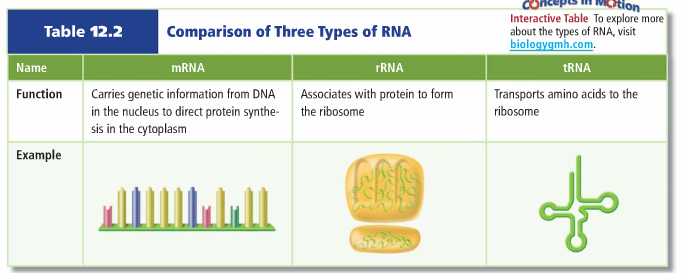 Concepts in Motion
Interactive Table To explore more
about the types of RNA, visit
biologygmh.com.
Table 12.2
Comparison of Three Types of RNA
Name
mRNA
rRNA
tRNA
Function
Carries genetic information from DNA
in the nucleus to direct protein synthe-
sis in the cytoplasm
Associates with protein to form
the ribosome
Transports amino acids to the
ribosome
Example